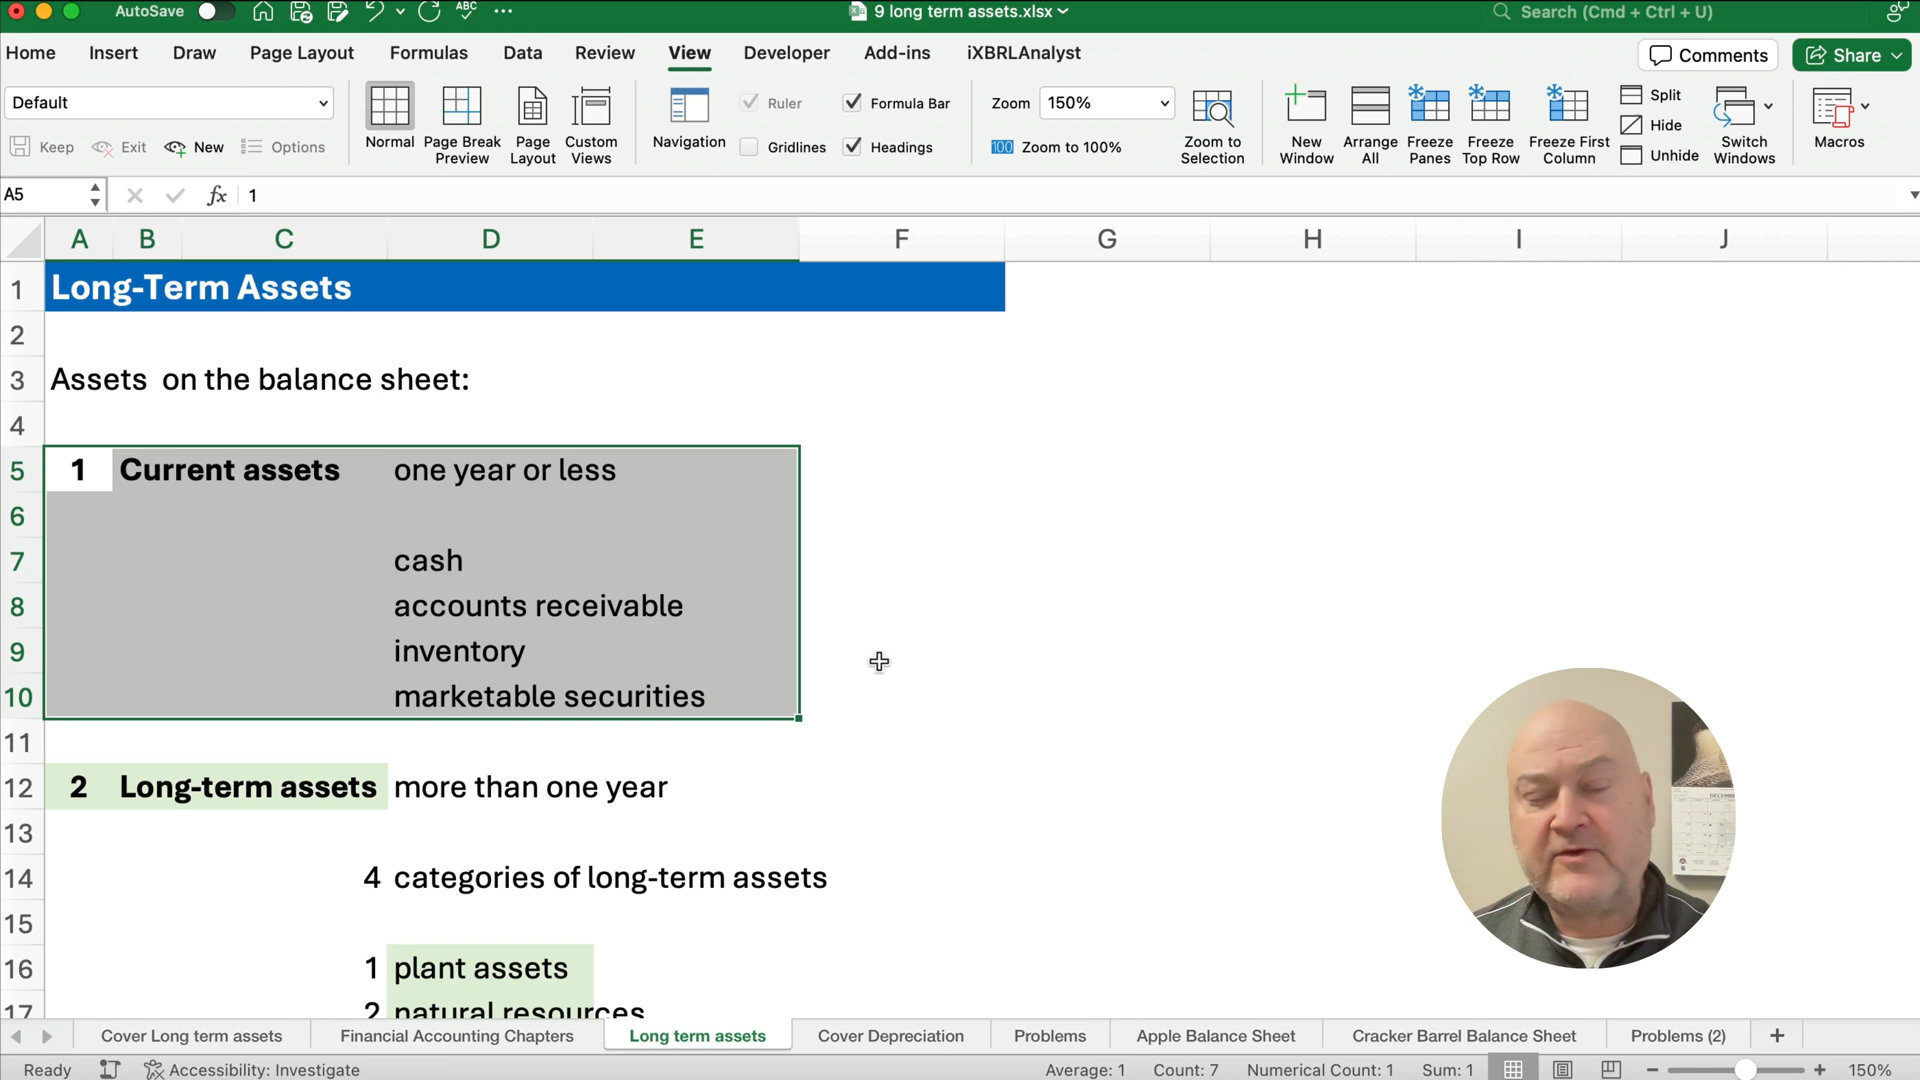 AutoSave
ABC
9 long term assets.xlsx
Search (Cmd + Ctrl + U)
Home Insert Draw Page Layout Formulas Data Review View Developer Add-ins iXBRLAnalyst
Comments
Share
Default
Keep Exit New Options
Normal
Page Break Preview
Page Layout
Custom Views
Navigation
Ruler
Formula Bar
Gridlines
Headings
Zoom 150%
100 Zoom to 100%
Zoom to Selection
New Window
Arrange All
Freeze Panes
Freeze Top Row
Freeze First Column
Split
Hide
Unhide
Switch Windows
Macros
A5 fx 1
A B C D E F G H I J
1 Long-Term Assets
2
3 Assets on the balance sheet:
4
5 1 Current assets one year or less
6
7 cash
8 accounts receivable
9 inventory
10 marketable securities
11
12 2 Long-term assets more than one year
13
14 4 categories of long-term assets
15
16 1 plant assets
17 2 natural resources
DECEMBER
Cover Long term assets Financial Accounting Chapters Long term assets Cover Depreciation Problems Apple Balance Sheet Cracker Barrel Balance Sheet Problems (2)
Ready Accessibility: Investigate Average: 1 Count: 7 Numerical Count: 1 Sum: 1 150%